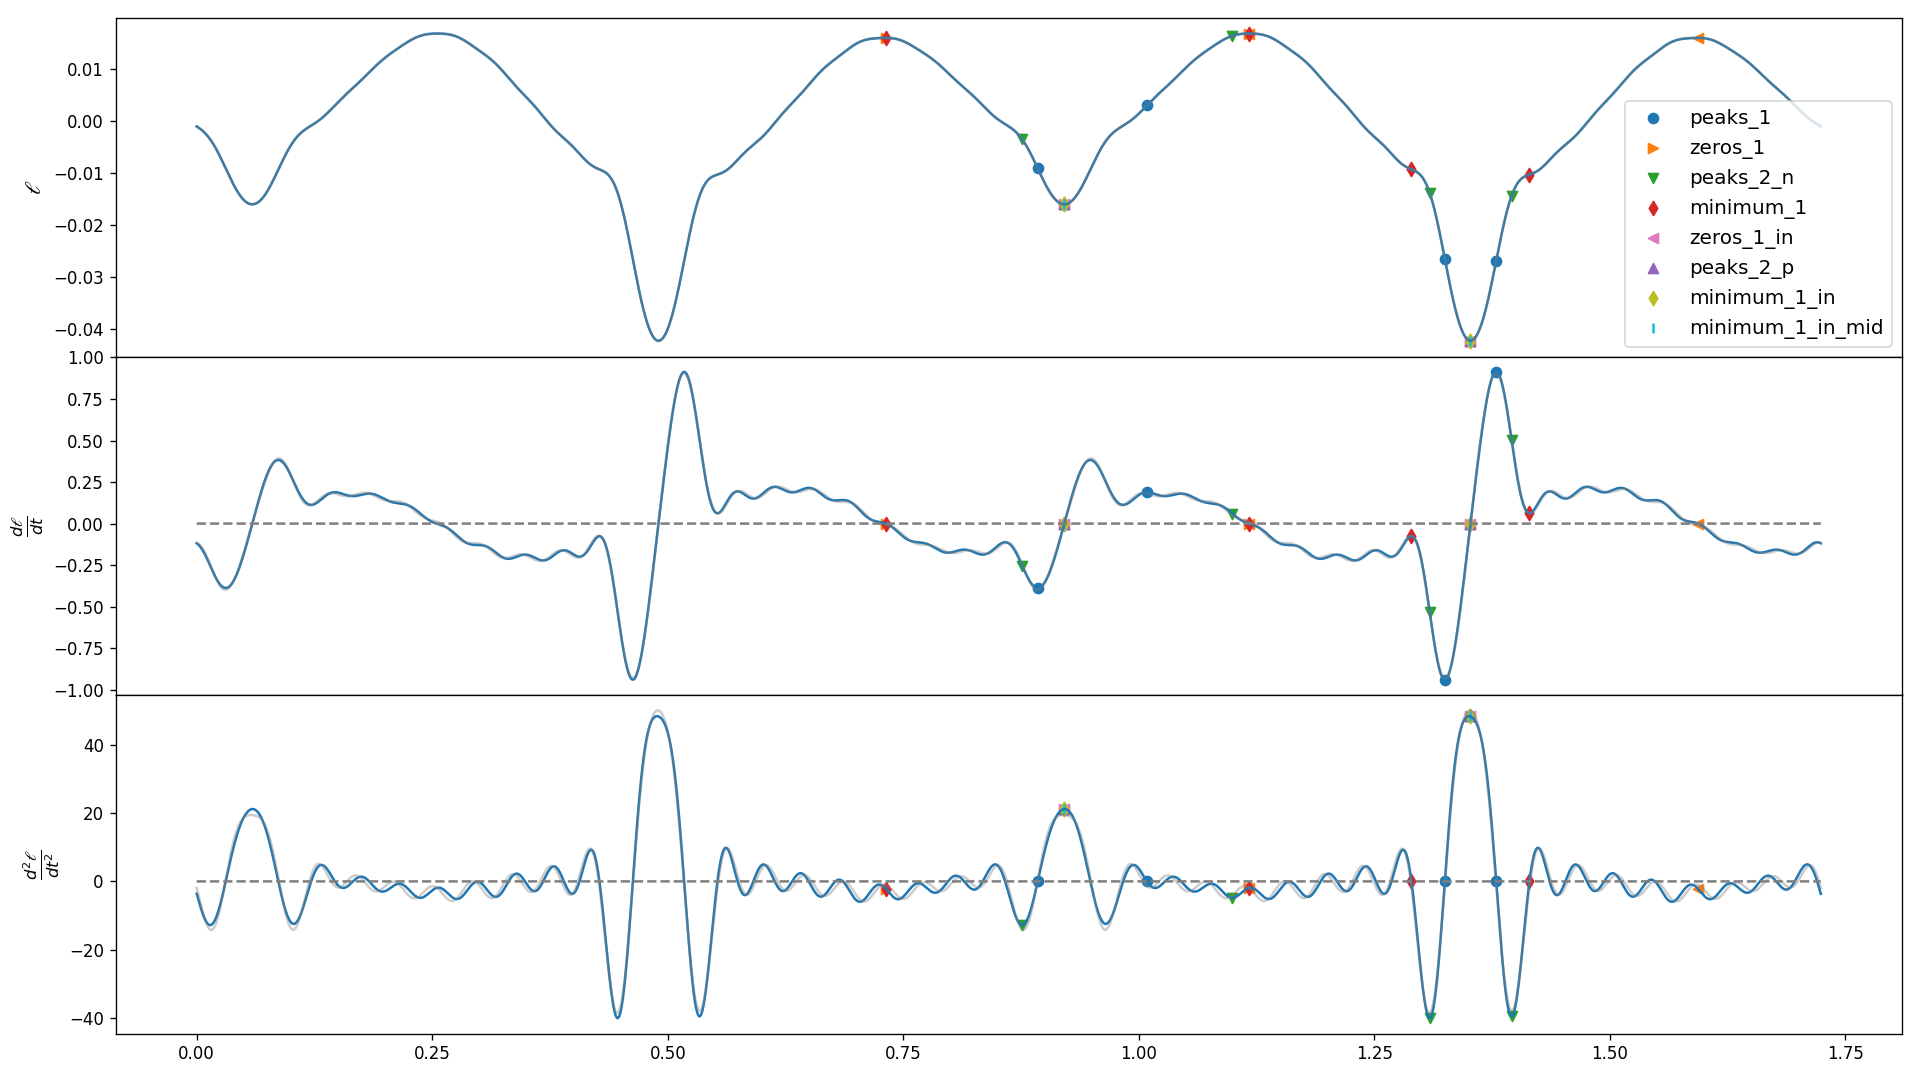 0.01
0.00
−0.01
−0.02
−0.03
−0.04
ℓ
peaks_1
zeros_1
peaks_2_n
minimum_1
zeros_1_in
peaks_2_p
minimum_1_in
minimum_1_in_mid
1.00
0.75
0.50
0.25
0.00
−0.25
−0.50
−0.75
−1.00
dℓ/dt
40
20
0
−20
−40
d²ℓ/dt²
0.00 0.25 0.50 0.75 1.00 1.25 1.50 1.75